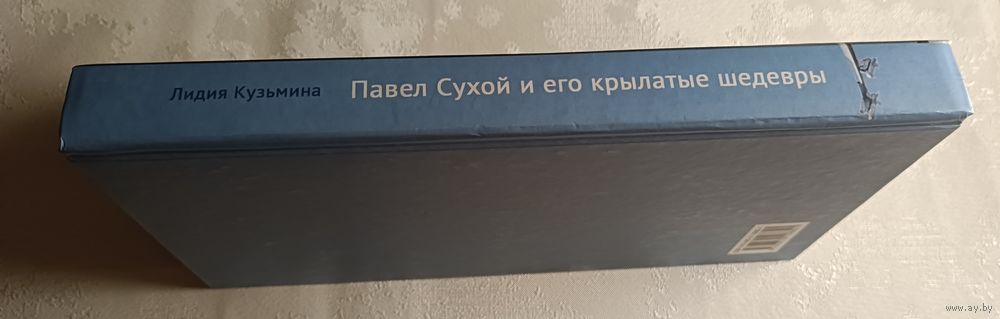 Лидия Кузьмина Павел Сухой и его крылатые шедевры
www.ay.by